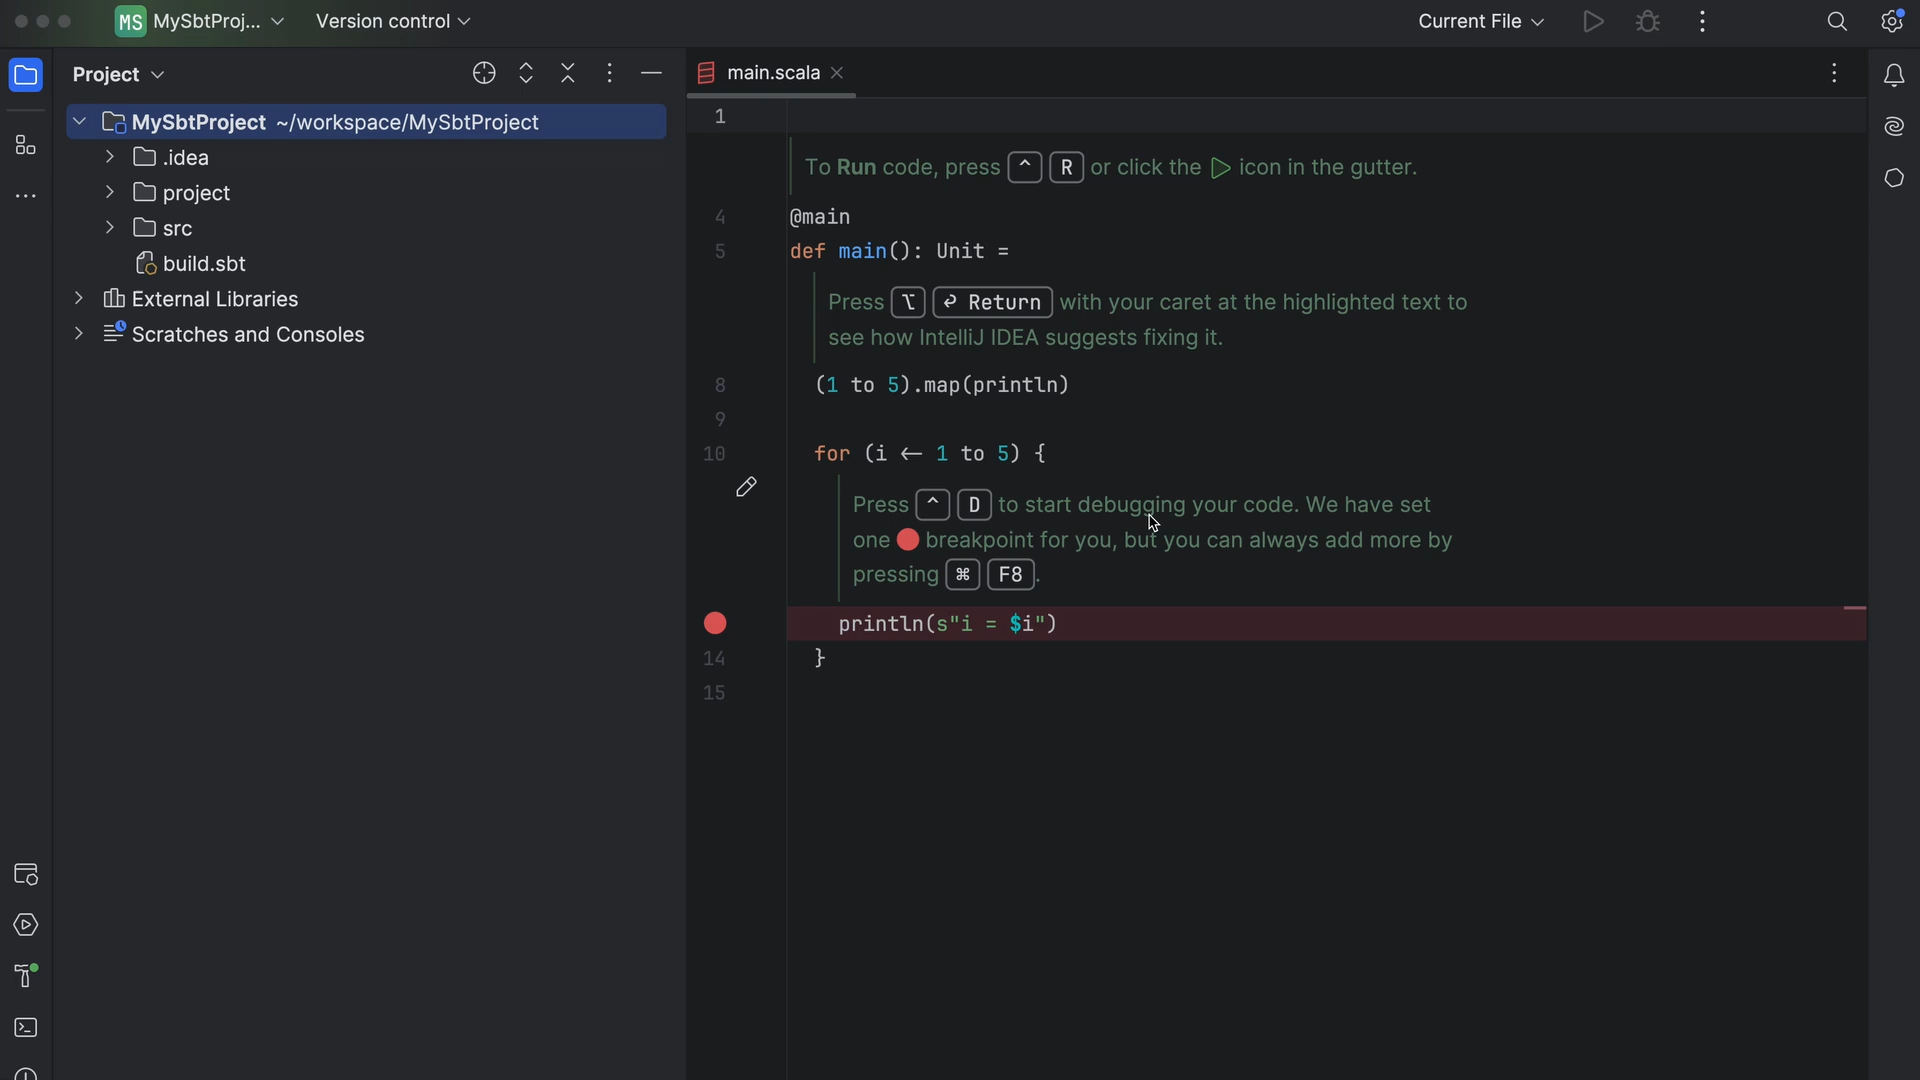 MS MySbtProj... Version control Current File
Project
main.scala
MySbtProject ~/workspace/MySbtProject
.idea
project
src
build.sbt
External Libraries
Scratches and Consoles
1
To Run code, press ⌃ R or click the ▷ icon in the gutter.
4 @main
5 def main(): Unit =
Press ⌥ ⏎ Return with your caret at the highlighted text to
see how IntelliJ IDEA suggests fixing it.
8 (1 to 5).map(println)
9
10 for (i ← 1 to 5) {
Press ⌃ D to start debugging your code. We have set
one breakpoint for you, but you can always add more by
pressing ⌘ F8.
println(s"i = $i")
14 }
15